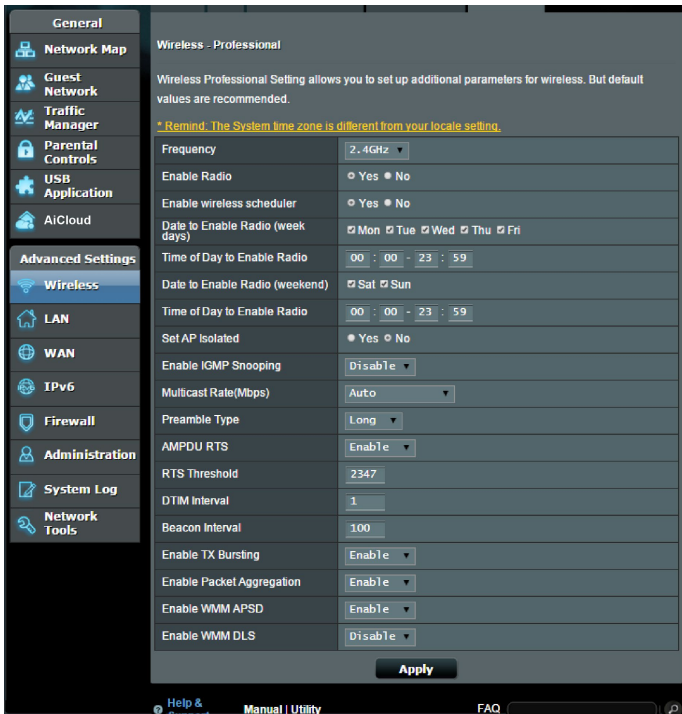 General
Network Map
Guest
Network
Traffic
Manager
Parental
Controls
USB
Application
AiCloud
Advanced Settings
Wireless
LAN
WAN
IPv6
Firewall
Administration
System Log
Network
Tools
Wireless - Professional
Wireless Professional Setting allows you to set up additional parameters for wireless. But default
values are recommended.
* Remind: The System time zone is different from your locale setting.
Frequency 2.4GHz
Enable Radio Yes No
Enable wireless scheduler Yes No
Date to Enable Radio (week
days) Mon Tue Wed Thu Fri
Time of Day to Enable Radio 00 : 00 - 23 : 59
Date to Enable Radio (weekend) Sat Sun
Time of Day to Enable Radio 00 : 00 - 23 : 59
Set AP Isolated Yes No
Enable IGMP Snooping Disable
Multicast Rate(Mbps) Auto
Preamble Type Long
AMPDU RTS Enable
RTS Threshold 2347
DTIM Interval 1
Beacon Interval 100
Enable TX Bursting Enable
Enable Packet Aggregation Enable
Enable WMM APSD Enable
Enable WMM DLS Disable
Apply
Help &
Manual | Utility
FAQ